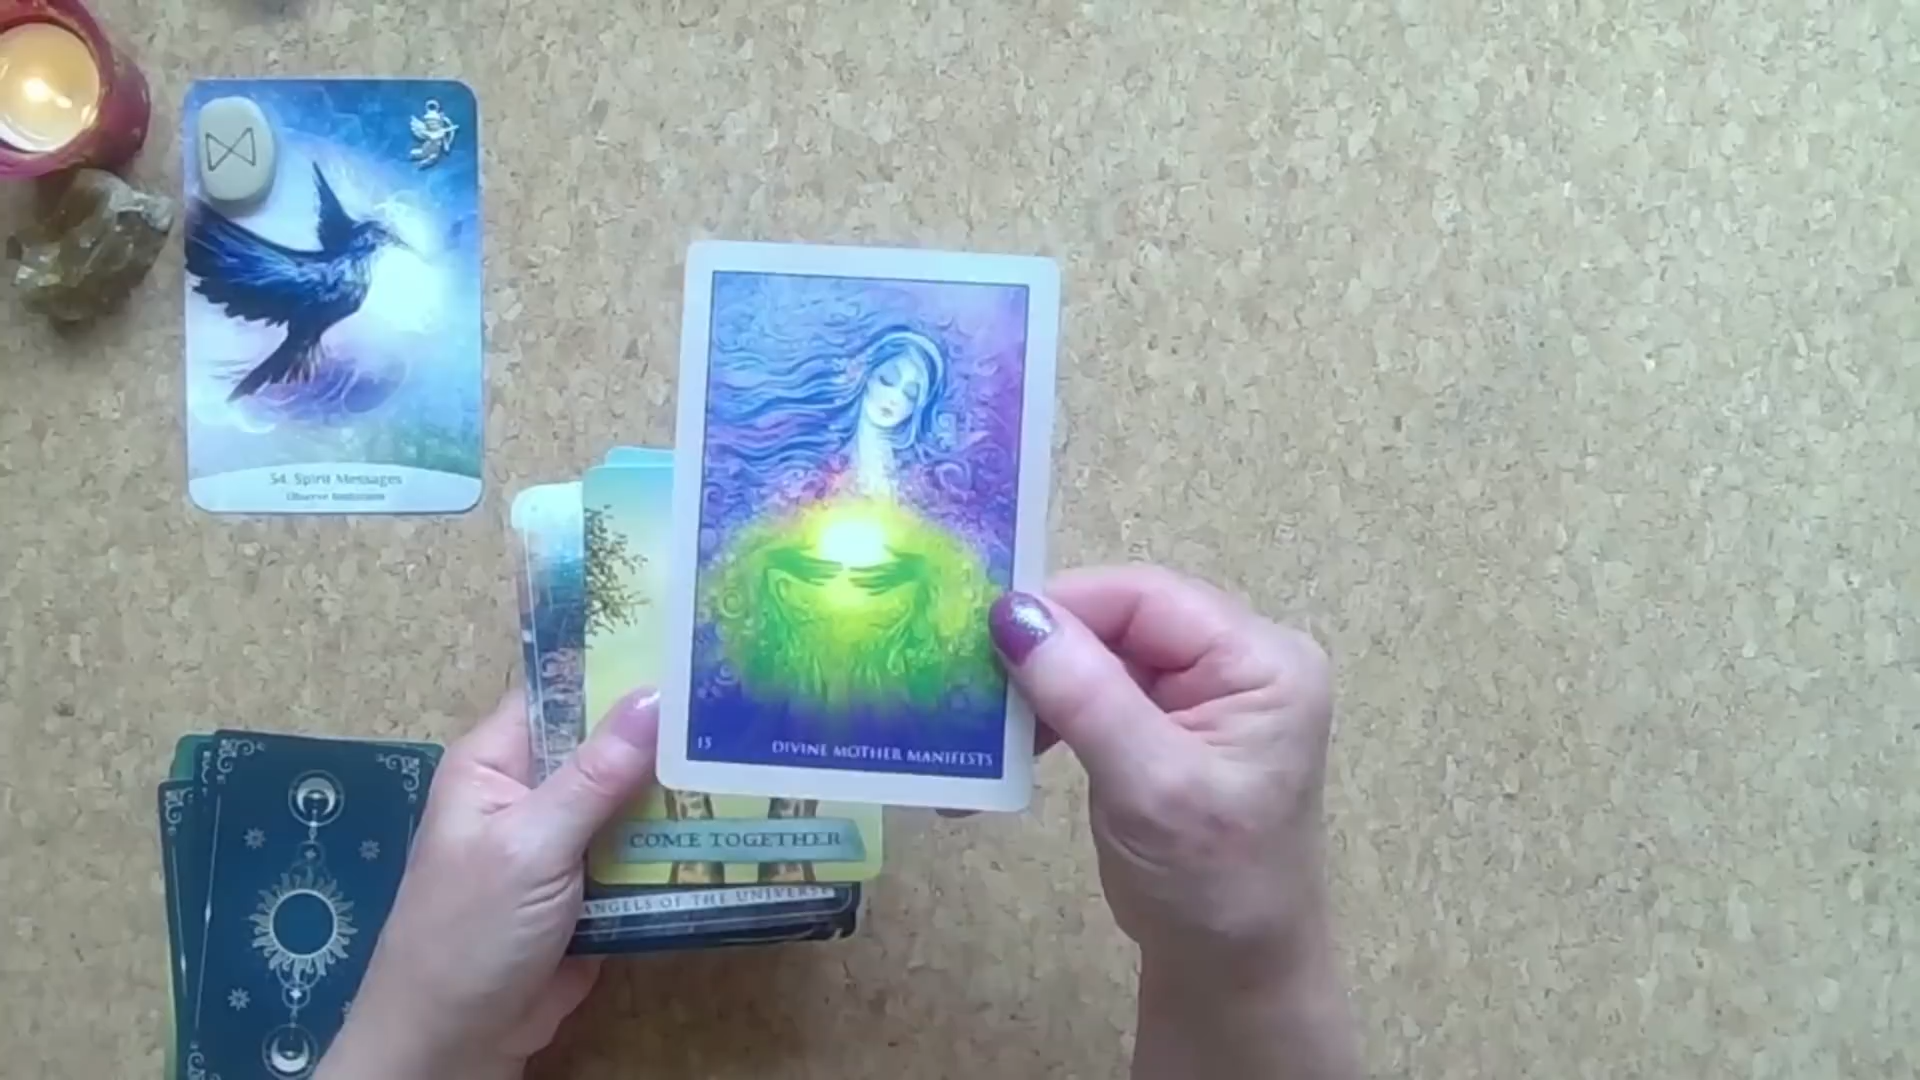 54. Spirit Messages
15 DIVINE MOTHER MANIFESTS
COME TOGETHER
ANGELS OF THE UNIVERSE